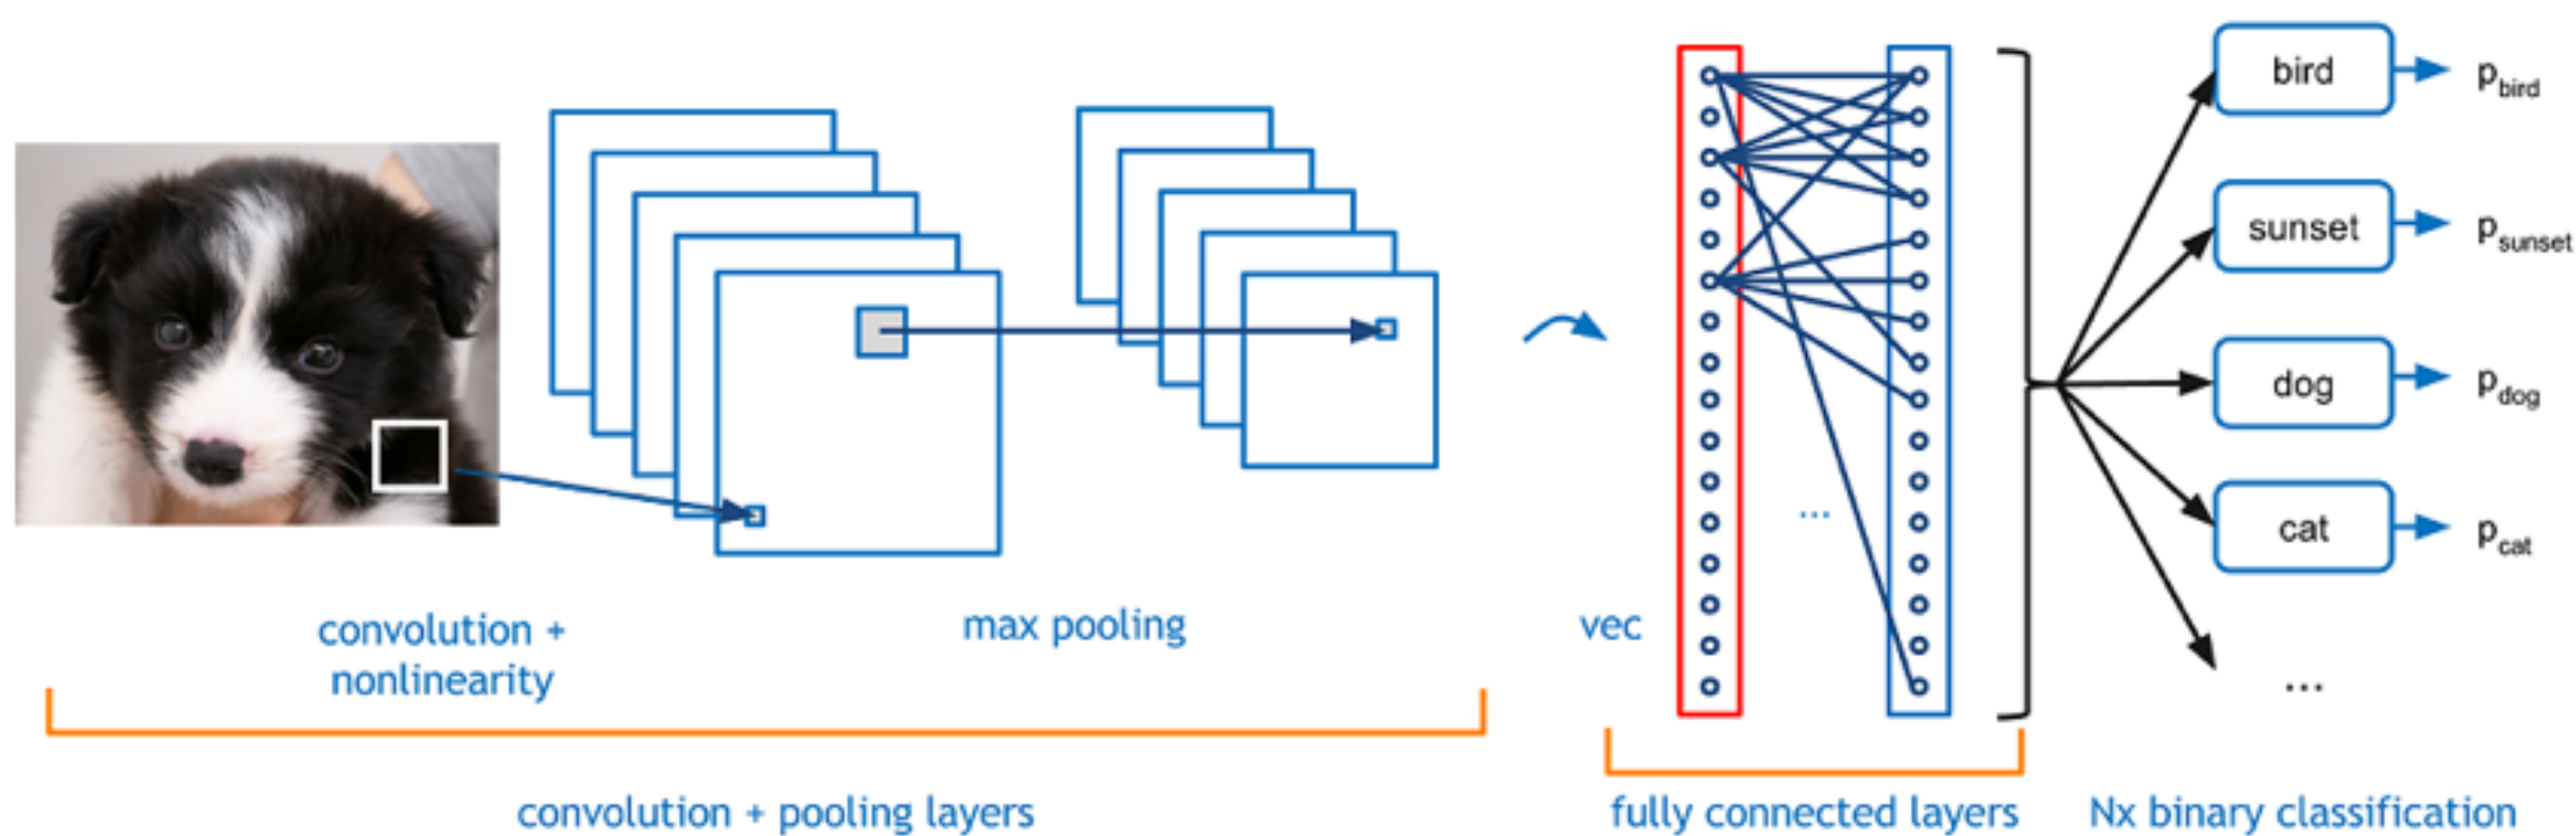 bird
p_bird
sunset
p_sunset
dog
p_dog
cat
p_cat
...
...
convolution +
nonlinearity
max pooling
vec
convolution + pooling layers
fully connected layers
Nx binary classification